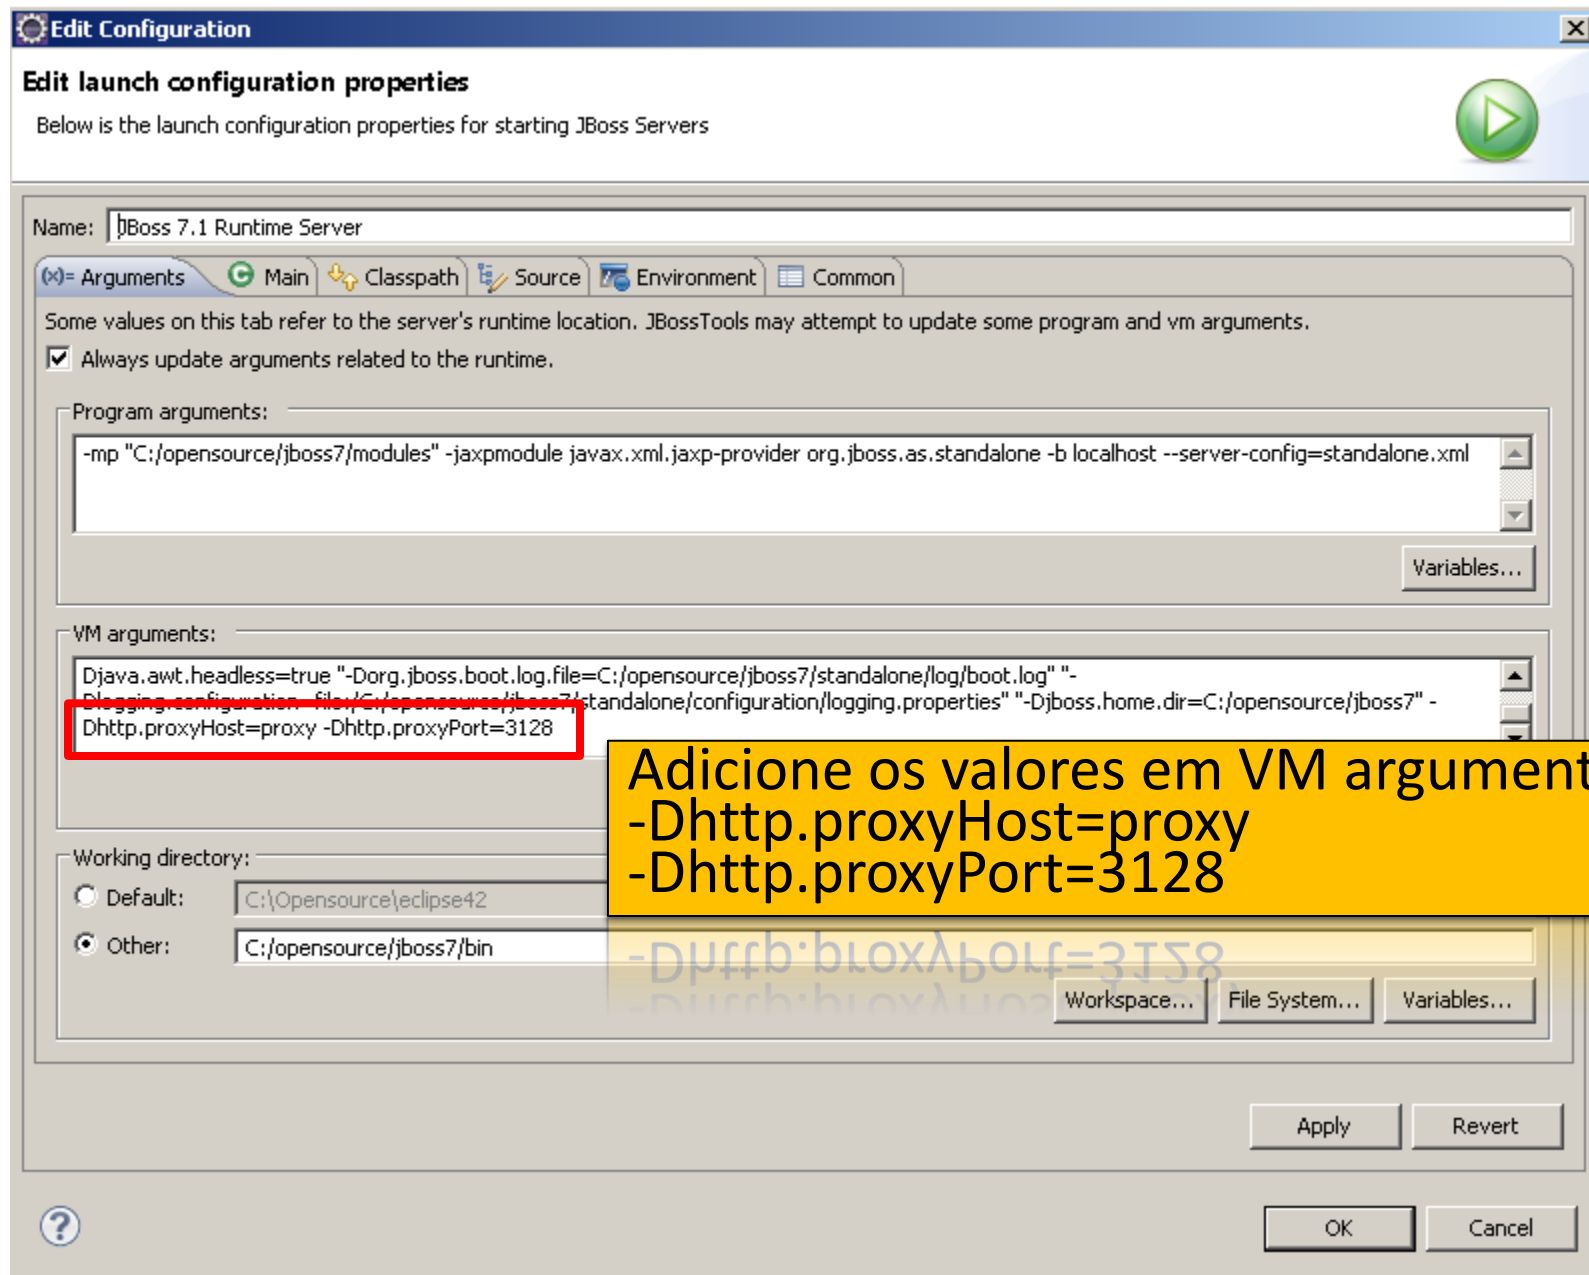 Edit Configuration
Edit launch configuration properties
Below is the launch configuration properties for starting JBoss Servers
Name: JBoss 7.1 Runtime Server
(x)= Arguments Main Classpath Source Environment Common
Some values on this tab refer to the server's runtime location. JBossTools may attempt to update some program and vm arguments.
Always update arguments related to the runtime.
Program arguments:
-mp "C:/opensource/jboss7/modules" -jaxpmodule javax.xml.jaxp-provider org.jboss.as.standalone -b localhost --server-config=standalone.xml
Variables...
VM arguments:
Djava.awt.headless=true "-Dorg.jboss.boot.log.file=C:/opensource/jboss7/standalone/log/boot.log" "-
Dlogging.configuration=file:/C:/opensource/jboss7/standalone/configuration/logging.properties" "-Djboss.home.dir=C:/opensource/jboss7" -
Dhttp.proxyHost=proxy -Dhttp.proxyPort=3128
Adicione os valores em VM argument
-Dhttp.proxyHost=proxy
-Dhttp.proxyPort=3128
Working directory:
Default: C:\Opensource\eclipse42
Other: C:/opensource/jboss7/bin
Workspace... File System... Variables...
Apply Revert
OK Cancel